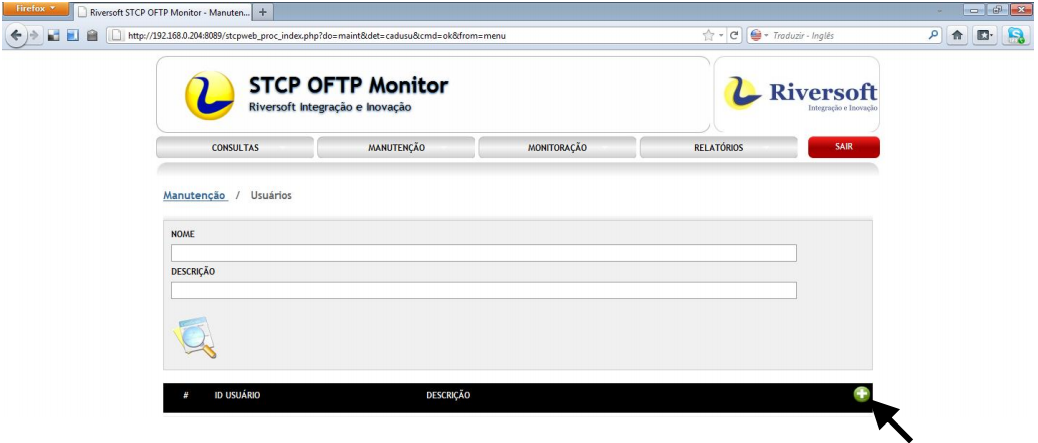 Firefox
Riversoft STCP OFTP Monitor - Manuten...
http://192.168.0.204:8089/stcpweb_proc_index.php?do=maint&det=cadusu&cmd=ok&from=menu
Traduzir - Inglês
STCP OFTP Monitor
Riversoft Integração e Inovação
Riversoft
Integração e Inovação
CONSULTAS
MANUTENÇÃO
MONITORAÇÃO
RELATÓRIOS
SAIR
Manutenção / Usuários
NOME
DESCRIÇÃO
# ID USUÁRIO DESCRIÇÃO